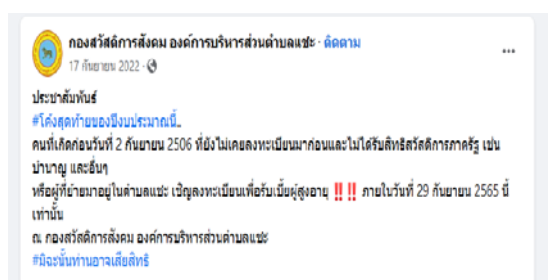 กองสวัสดิการสังคม องค์การบริหารส่วนตำบลแชะ · ติดตาม
17 กันยายน 2022 ·
ประชาสัมพันธ์
#โค้งสุดท้ายของปีงบประมาณนี้..
คนที่เกิดก่อนวันที่ 2 กันยายน 2506 ที่ยังไม่เคยลงทะเบียนมาก่อนและไม่ได้รับสิทธิสวัสดิการภาครัฐ เช่น
บำนาญ และอื่นๆ
หรือผู้ที่ย้ายมาอยู่ในตำบลแชะ เชิญลงทะเบียนเพื่อรับเบี้ยผู้สูงอายุ ‼️ ‼️ ภายในวันที่ 29 กันยายน 2565 นี้
เท่านั้น
ณ กองสวัสดิการสังคม องค์การบริหารส่วนตำบลแชะ
#มิฉะนั้นท่านอาจเสียสิทธิ